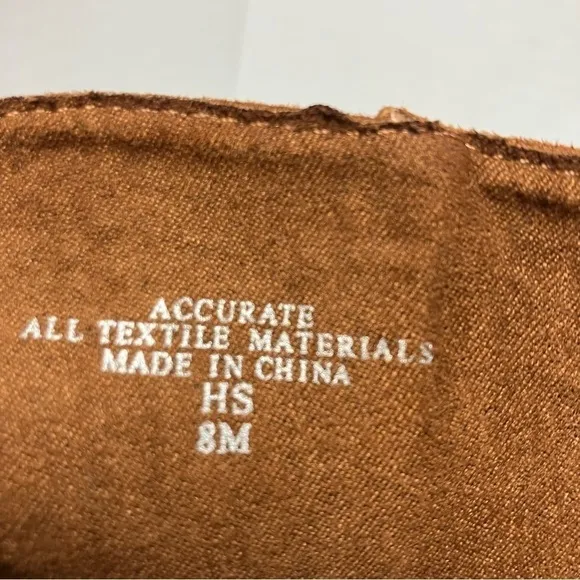 ACCURATE
ALL TEXTILE MATERIALS
MADE IN CHINA
HS
8M